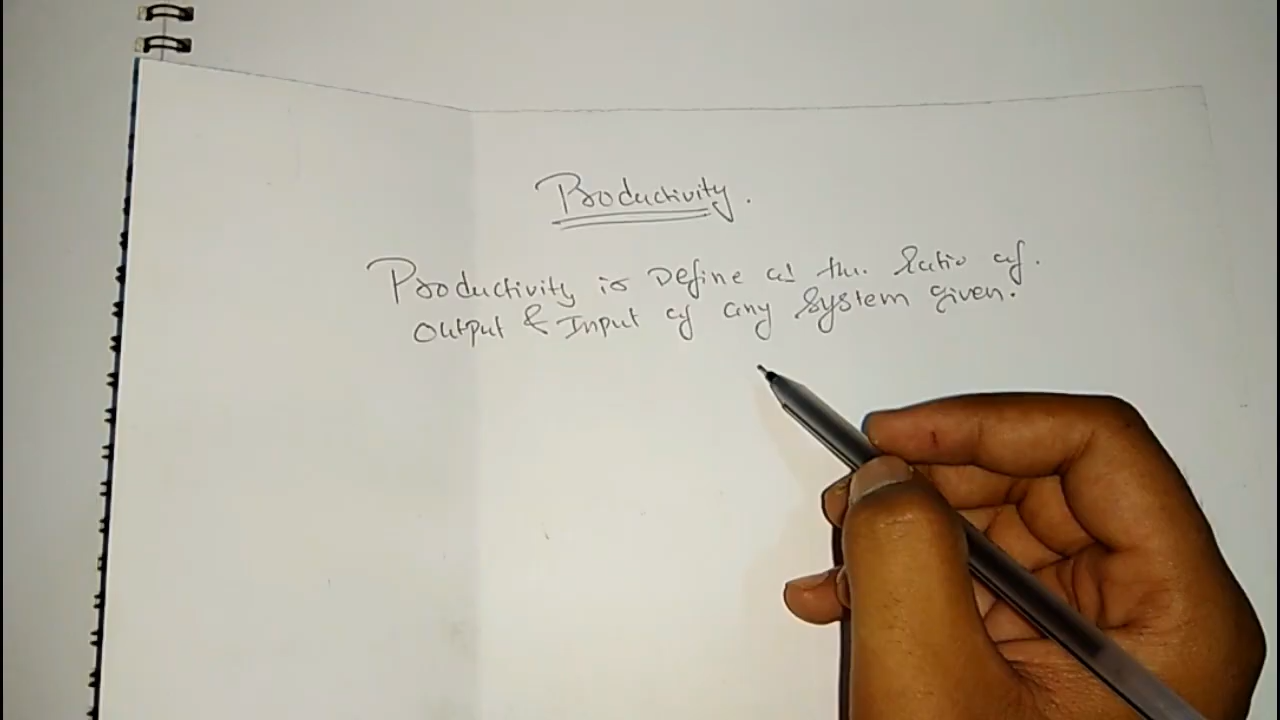 Productivity.
Productivity is Define as the Ratio of.
Output & Input of any System given.